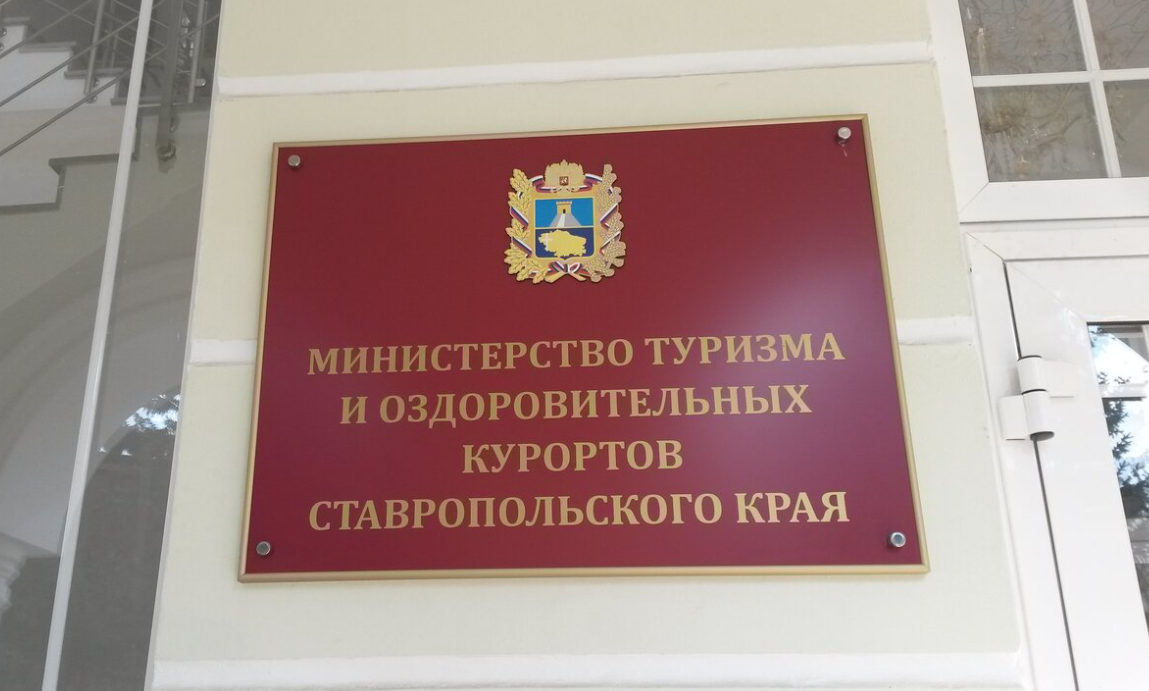 МИНИСТЕРСТВО ТУРИЗМА
И ОЗДОРОВИТЕЛЬНЫХ
КУРОРТОВ
СТАВРОПОЛЬСКОГО КРАЯ